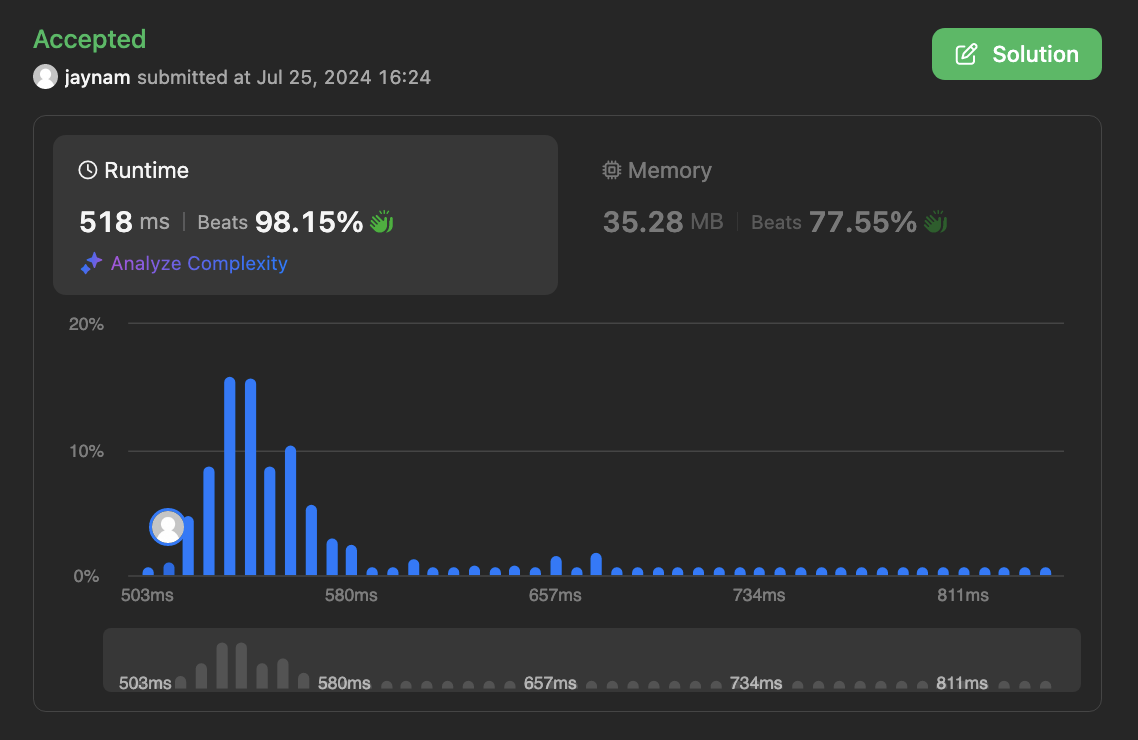 Accepted
jaynam submitted at Jul 25, 2024 16:24
Solution
Runtime
518 ms | Beats 98.15%
Analyze Complexity
Memory
35.28 MB | Beats 77.55%
20%
10%
0%
503ms 580ms 657ms 734ms 811ms
503ms 580ms 657ms 734ms 811ms